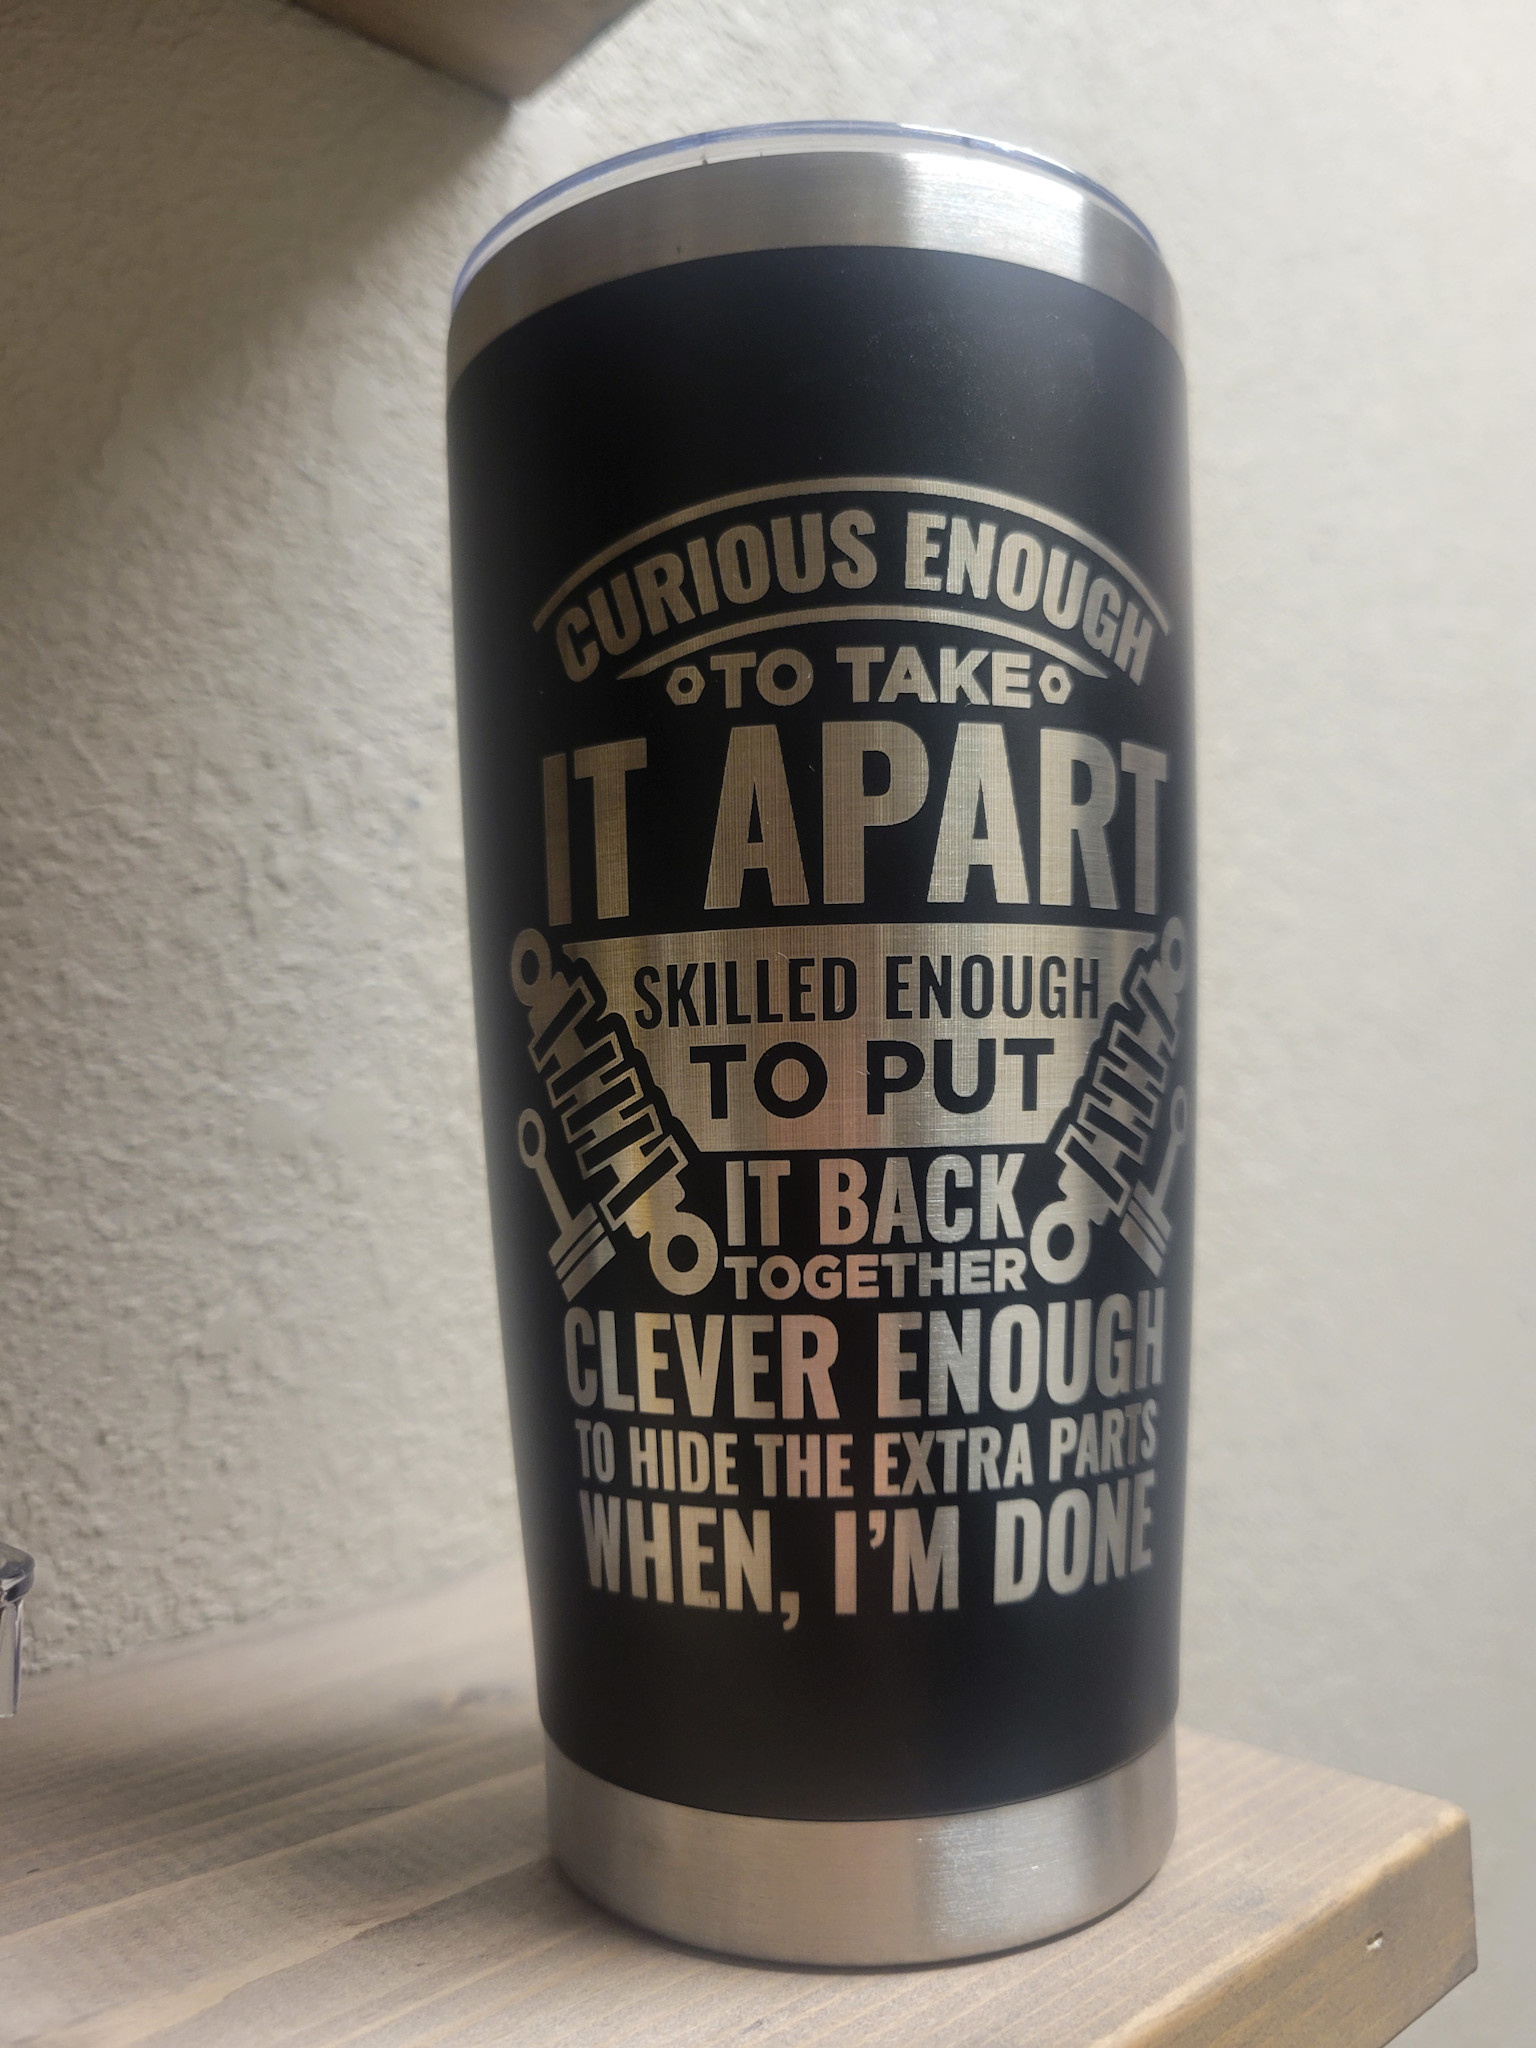 CURIOUS ENOUGH
TO TAKE
IT APART
SKILLED ENOUGH
TO PUT
IT BACK
TOGETHER
CLEVER ENOUGH
TO HIDE THE EXTRA PARTS
WHEN, I'M DONE